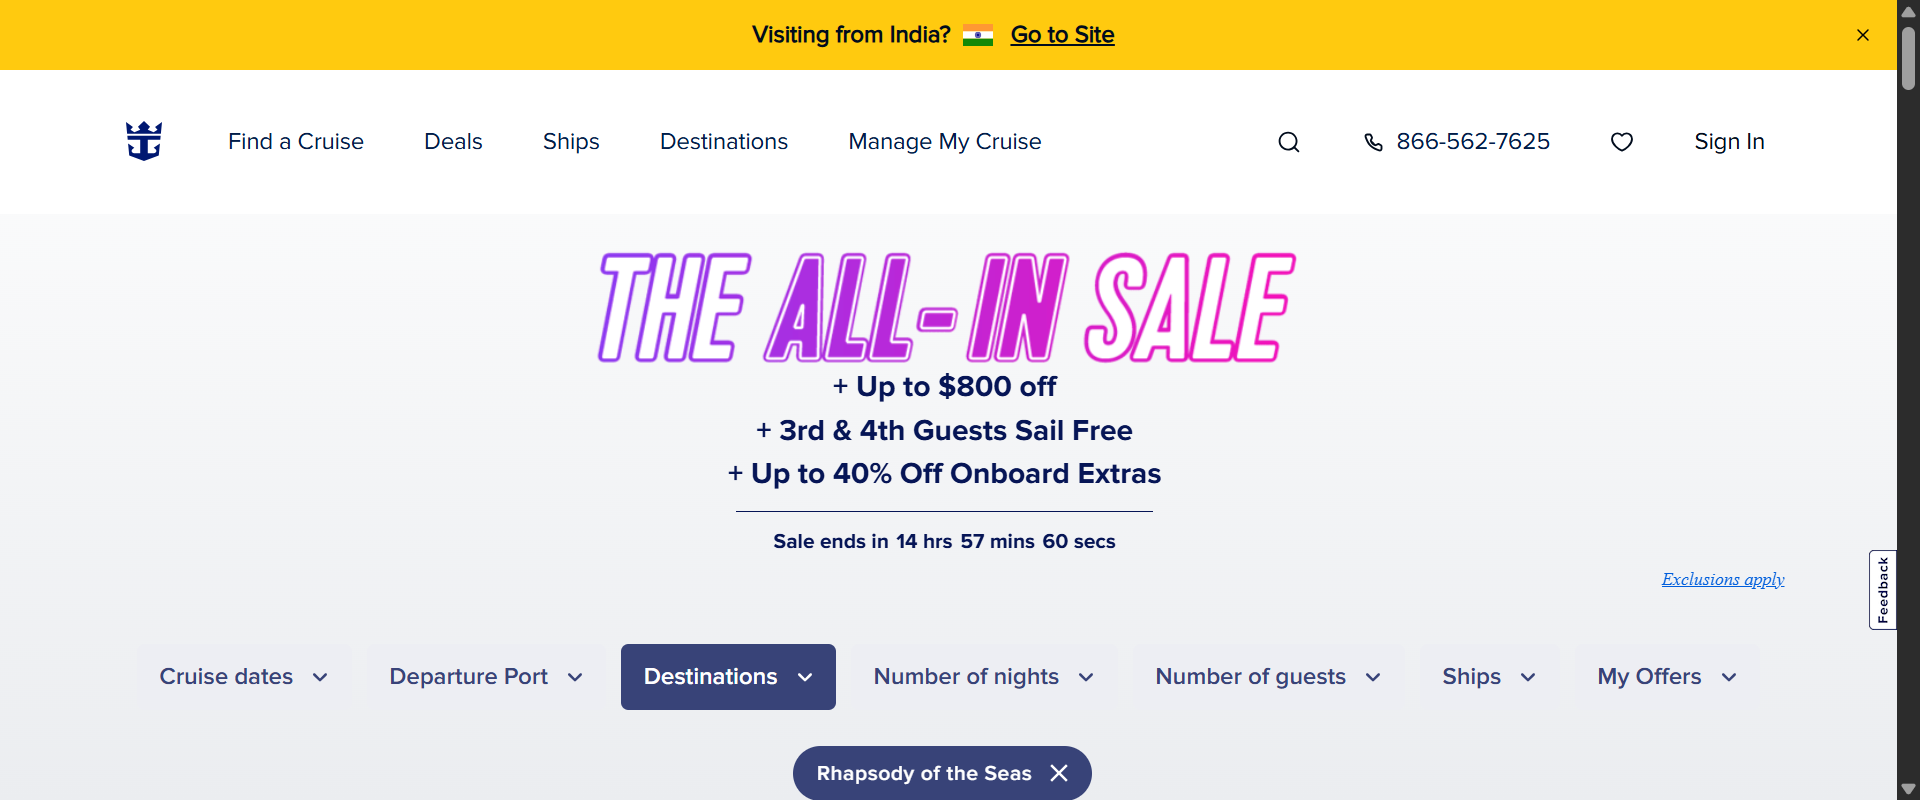 Visiting from India? Go to Site
Find a Cruise Deals Ships Destinations Manage My Cruise 866-562-7625 Sign In
THE ALL-IN SALE
+ Up to $800 off
+ 3rd & 4th Guests Sail Free
+ Up to 40% Off Onboard Extras
Sale ends in 14 hrs 57 mins 60 secs
Exclusions apply
Feedback
Cruise dates Departure Port Destinations Number of nights Number of guests Ships My Offers
Rhapsody of the Seas